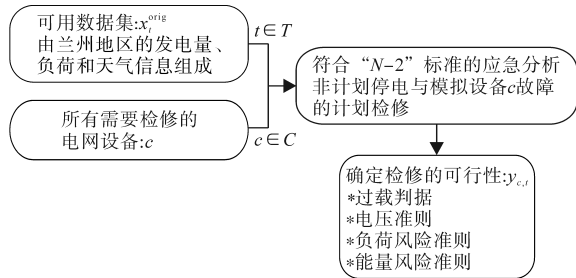 可用数据集:x_t^orig
由兰州地区的发电量、
负荷和天气信息组成
t∈T
所有需要检修的
电网设备:c
c∈C
符合“N-2”标准的应急分析
非计划停电与模拟设备c故障
的计划检修
确定检修的可行性:y_{c,t}
*过载判据
*电压准则
*负荷风险准则
*能量风险准则